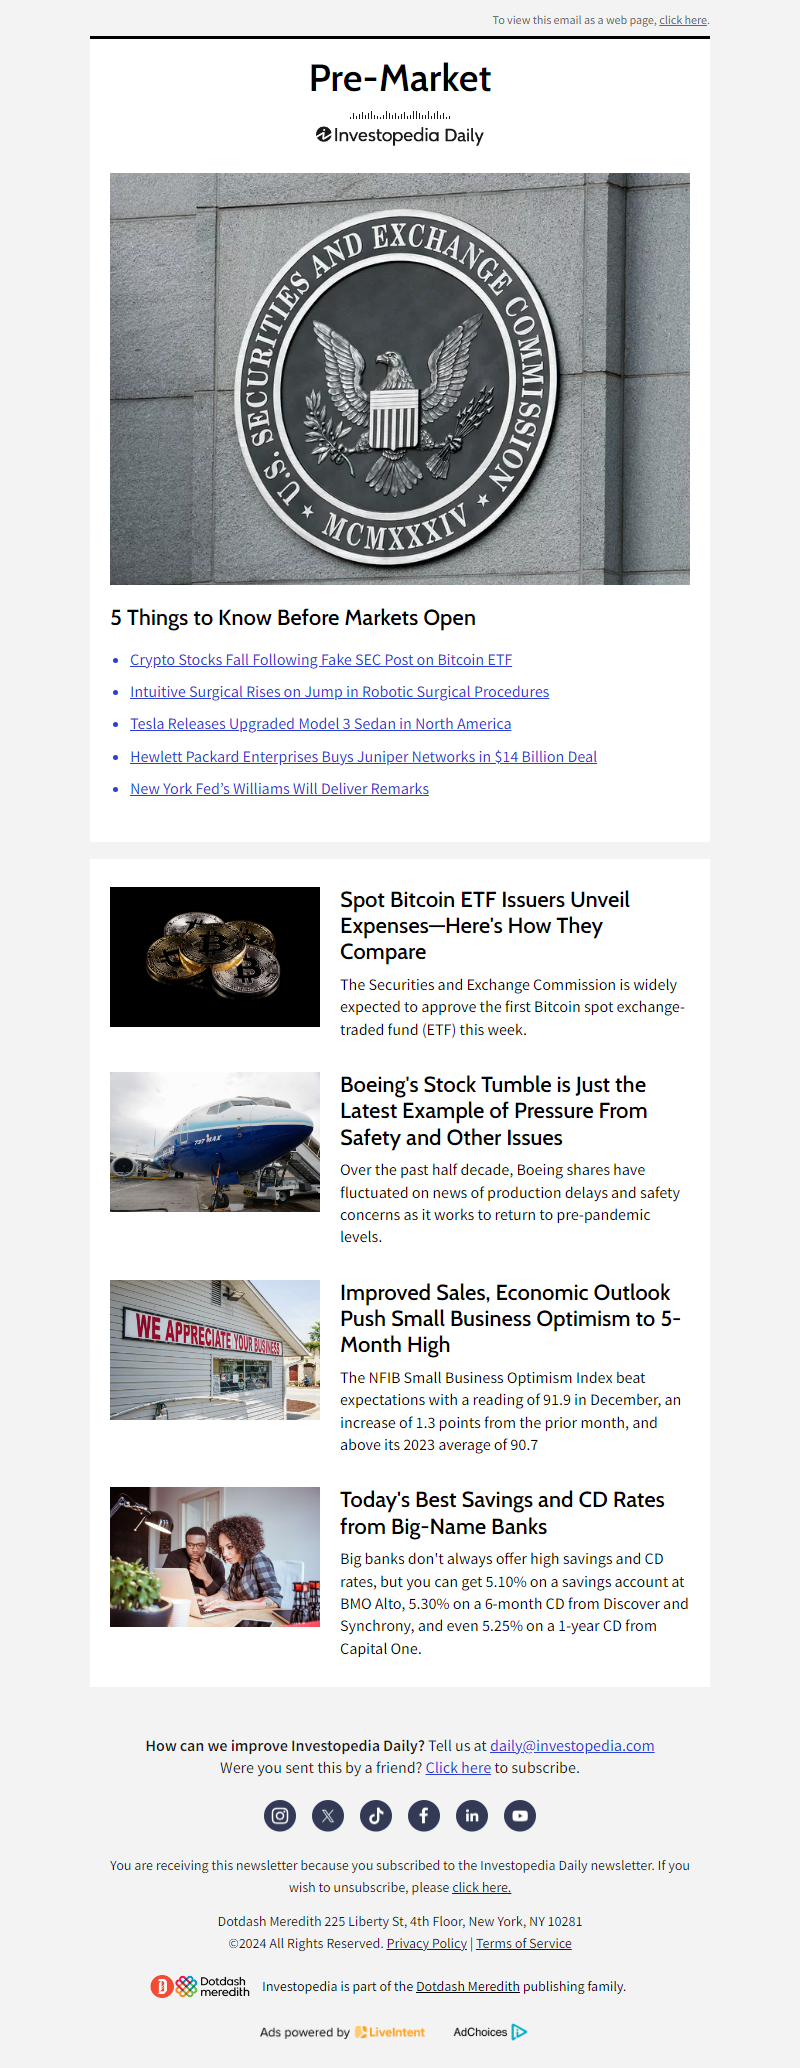 To view this email as a web page, click here.
Pre-Market
Investopedia Daily
U.S. SECURITIES AND EXCHANGE COMMISSION
MCMXXXIV
5 Things to Know Before Markets Open
Crypto Stocks Fall Following Fake SEC Post on Bitcoin ETF
Intuitive Surgical Rises on Jump in Robotic Surgical Procedures
Tesla Releases Upgraded Model 3 Sedan in North America
Hewlett Packard Enterprises Buys Juniper Networks in $14 Billion Deal
New York Fed’s Williams Will Deliver Remarks
Spot Bitcoin ETF Issuers Unveil
Expenses—Here's How They
Compare
The Securities and Exchange Commission is widely
expected to approve the first Bitcoin spot exchange-
traded fund (ETF) this week.
737 MAX
Boeing's Stock Tumble is Just the
Latest Example of Pressure From
Safety and Other Issues
Over the past half decade, Boeing shares have
fluctuated on news of production delays and safety
concerns as it works to return to pre-pandemic
levels.
WE APPRECIATE YOUR BUSINESS
Improved Sales, Economic Outlook
Push Small Business Optimism to 5-
Month High
The NFIB Small Business Optimism Index beat
expectations with a reading of 91.9 in December, an
increase of 1.3 points from the prior month, and
above its 2023 average of 90.7
Today's Best Savings and CD Rates
from Big-Name Banks
Big banks don't always offer high savings and CD
rates, but you can get 5.10% on a savings account at
BMO Alto, 5.30% on a 6-month CD from Discover and
Synchrony, and even 5.25% on a 1-year CD from
Capital One.
How can we improve Investopedia Daily? Tell us at daily@investopedia.com
Were you sent this by a friend? Click here to subscribe.
You are receiving this newsletter because you subscribed to the Investopedia Daily newsletter. If you
wish to unsubscribe, please click here.
Dotdash Meredith 225 Liberty St, 4th Floor, New York, NY 10281
©2024 All Rights Reserved. Privacy Policy | Terms of Service
Dotdash
meredith
Investopedia is part of the Dotdash Meredith publishing family.
Ads powered by LiveIntent
AdChoices